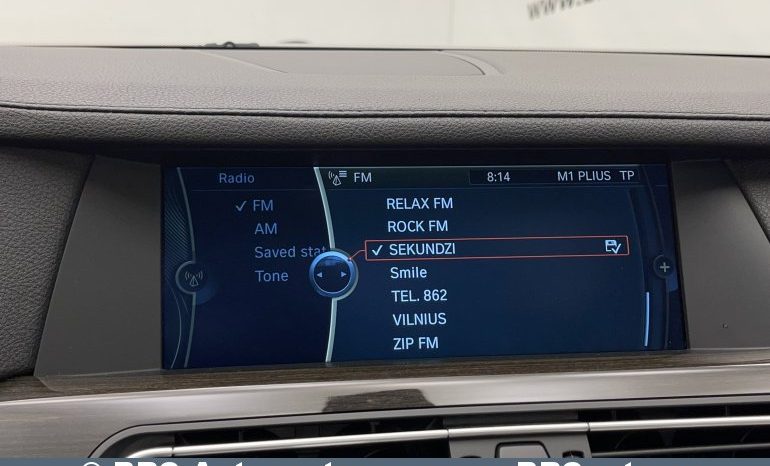 Radio
FM
AM
Saved stat
Tone
FM 8:14 M1 PLIUS TP
RELAX FM
ROCK FM
SEKUNDZI
Smile
TEL. 862
VILNIUS
ZIP FM